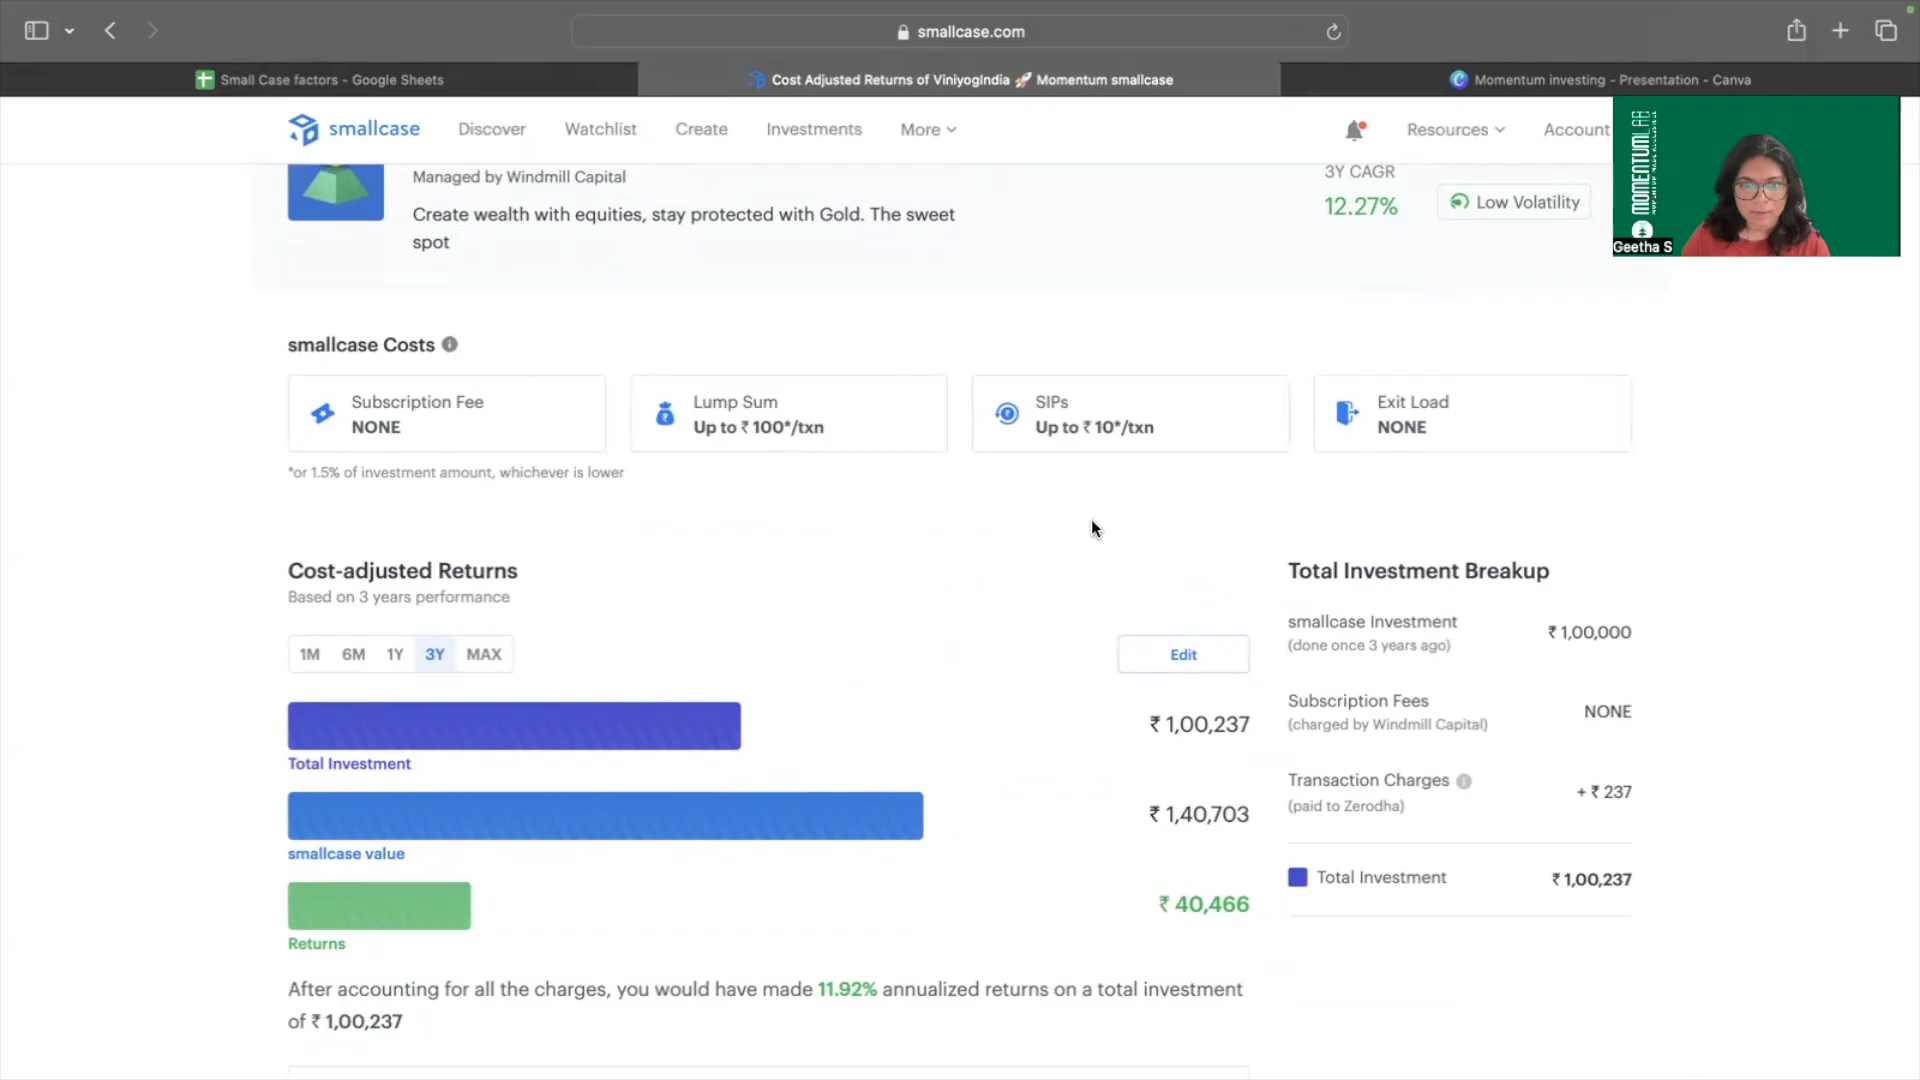 smallcase.com
Small Case factors - Google Sheets
Cost Adjusted Returns of ViniyogIndia 🚀 Momentum smallcase
Momentum investing - Presentation - Canva
smallcase
Discover
Watchlist
Create
Investments
More
Resources
Account
MOMENTUMLAB
Geetha S
Managed by Windmill Capital
Create wealth with equities, stay protected with Gold. The sweet
spot
3Y CAGR
12.27%
Low Volatility
smallcase Costs
Subscription Fee
NONE
Lump Sum
Up to ₹ 100*/txn
SIPs
Up to ₹ 10*/txn
Exit Load
NONE
*or 1.5% of investment amount, whichever is lower
Cost-adjusted Returns
Based on 3 years performance
1M 6M 1Y 3Y MAX
Edit
₹ 1,00,237
Total Investment
₹ 1,40,703
smallcase value
₹ 40,466
Returns
After accounting for all the charges, you would have made 11.92% annualized returns on a total investment
of ₹ 1,00,237
Total Investment Breakup
smallcase Investment
(done once 3 years ago)
₹ 1,00,000
Subscription Fees
(charged by Windmill Capital)
NONE
Transaction Charges
(paid to Zerodha)
+ ₹ 237
Total Investment
₹ 1,00,237